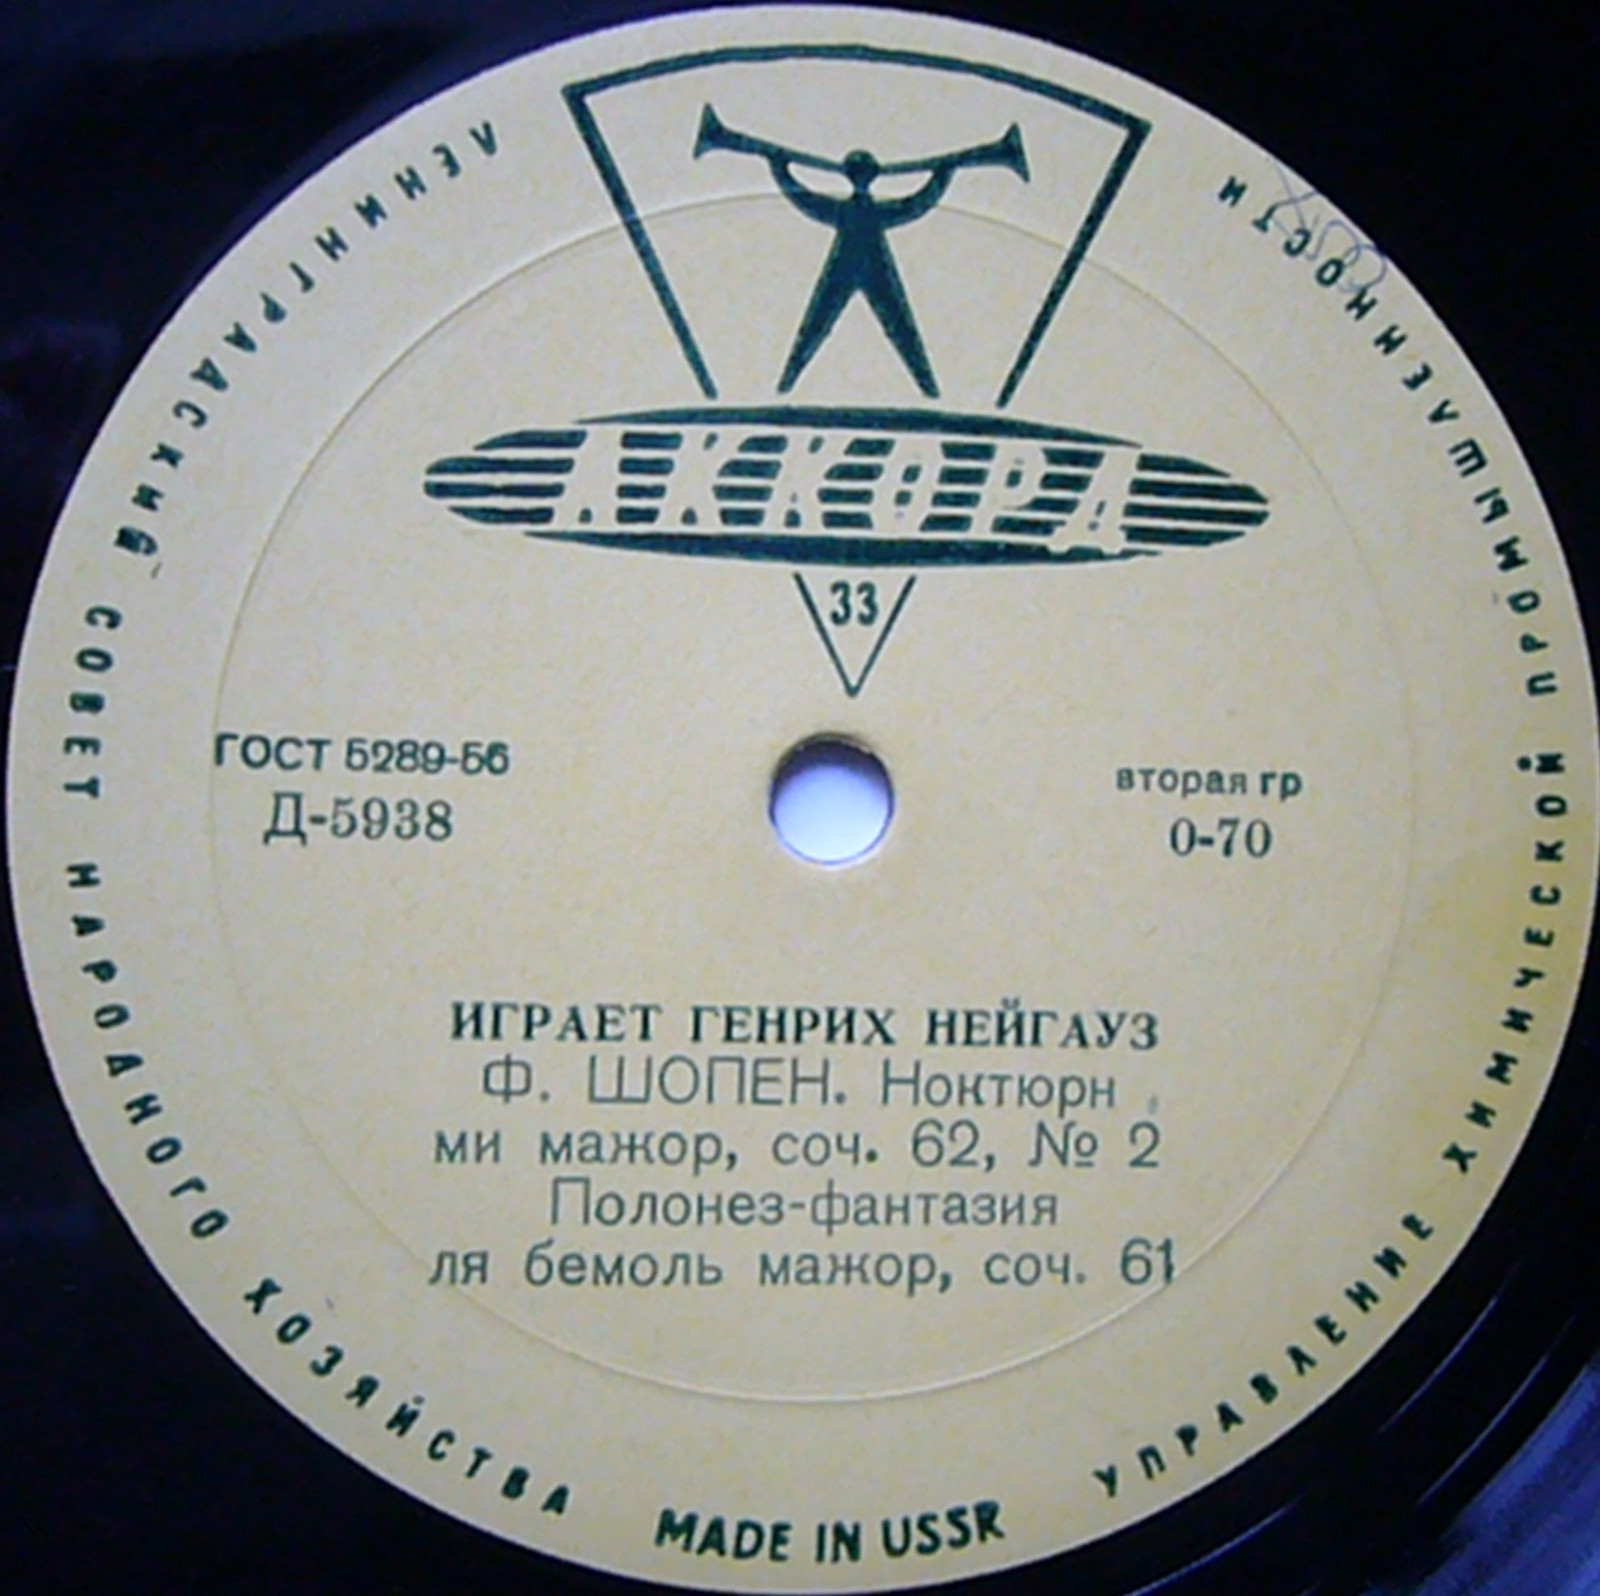 ЛЕНИНГРАДСКИЙ СОВЕТ НАРОДНОГО ХОЗЯЙСТВА
УПРАВЛЕНИЕ ХИМИЧЕСКОЙ ПРОМЫШЛЕННОСТИ
АККОРД
33
ГОСТ 5289-56
Д-5938
вторая гр
0-70
ИГРАЕТ ГЕНРИХ НЕЙГАУЗ
Ф. ШОПЕН. Ноктюрн
ми мажор, соч. 62, № 2
Полонез-фантазия
ля бемоль мажор, соч. 61
MADE IN USSR